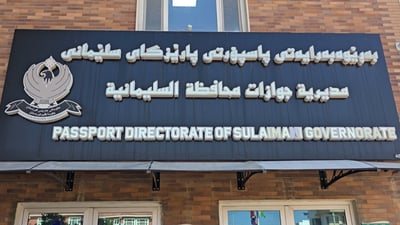 بەڕێوەبەرایەتی پاسپۆرتی پارێزگای سلێمانی
مديرية جوازات محافظة السليمانية
PASSPORT DIRECTORATE OF SULAIMANI GOVERNORATE